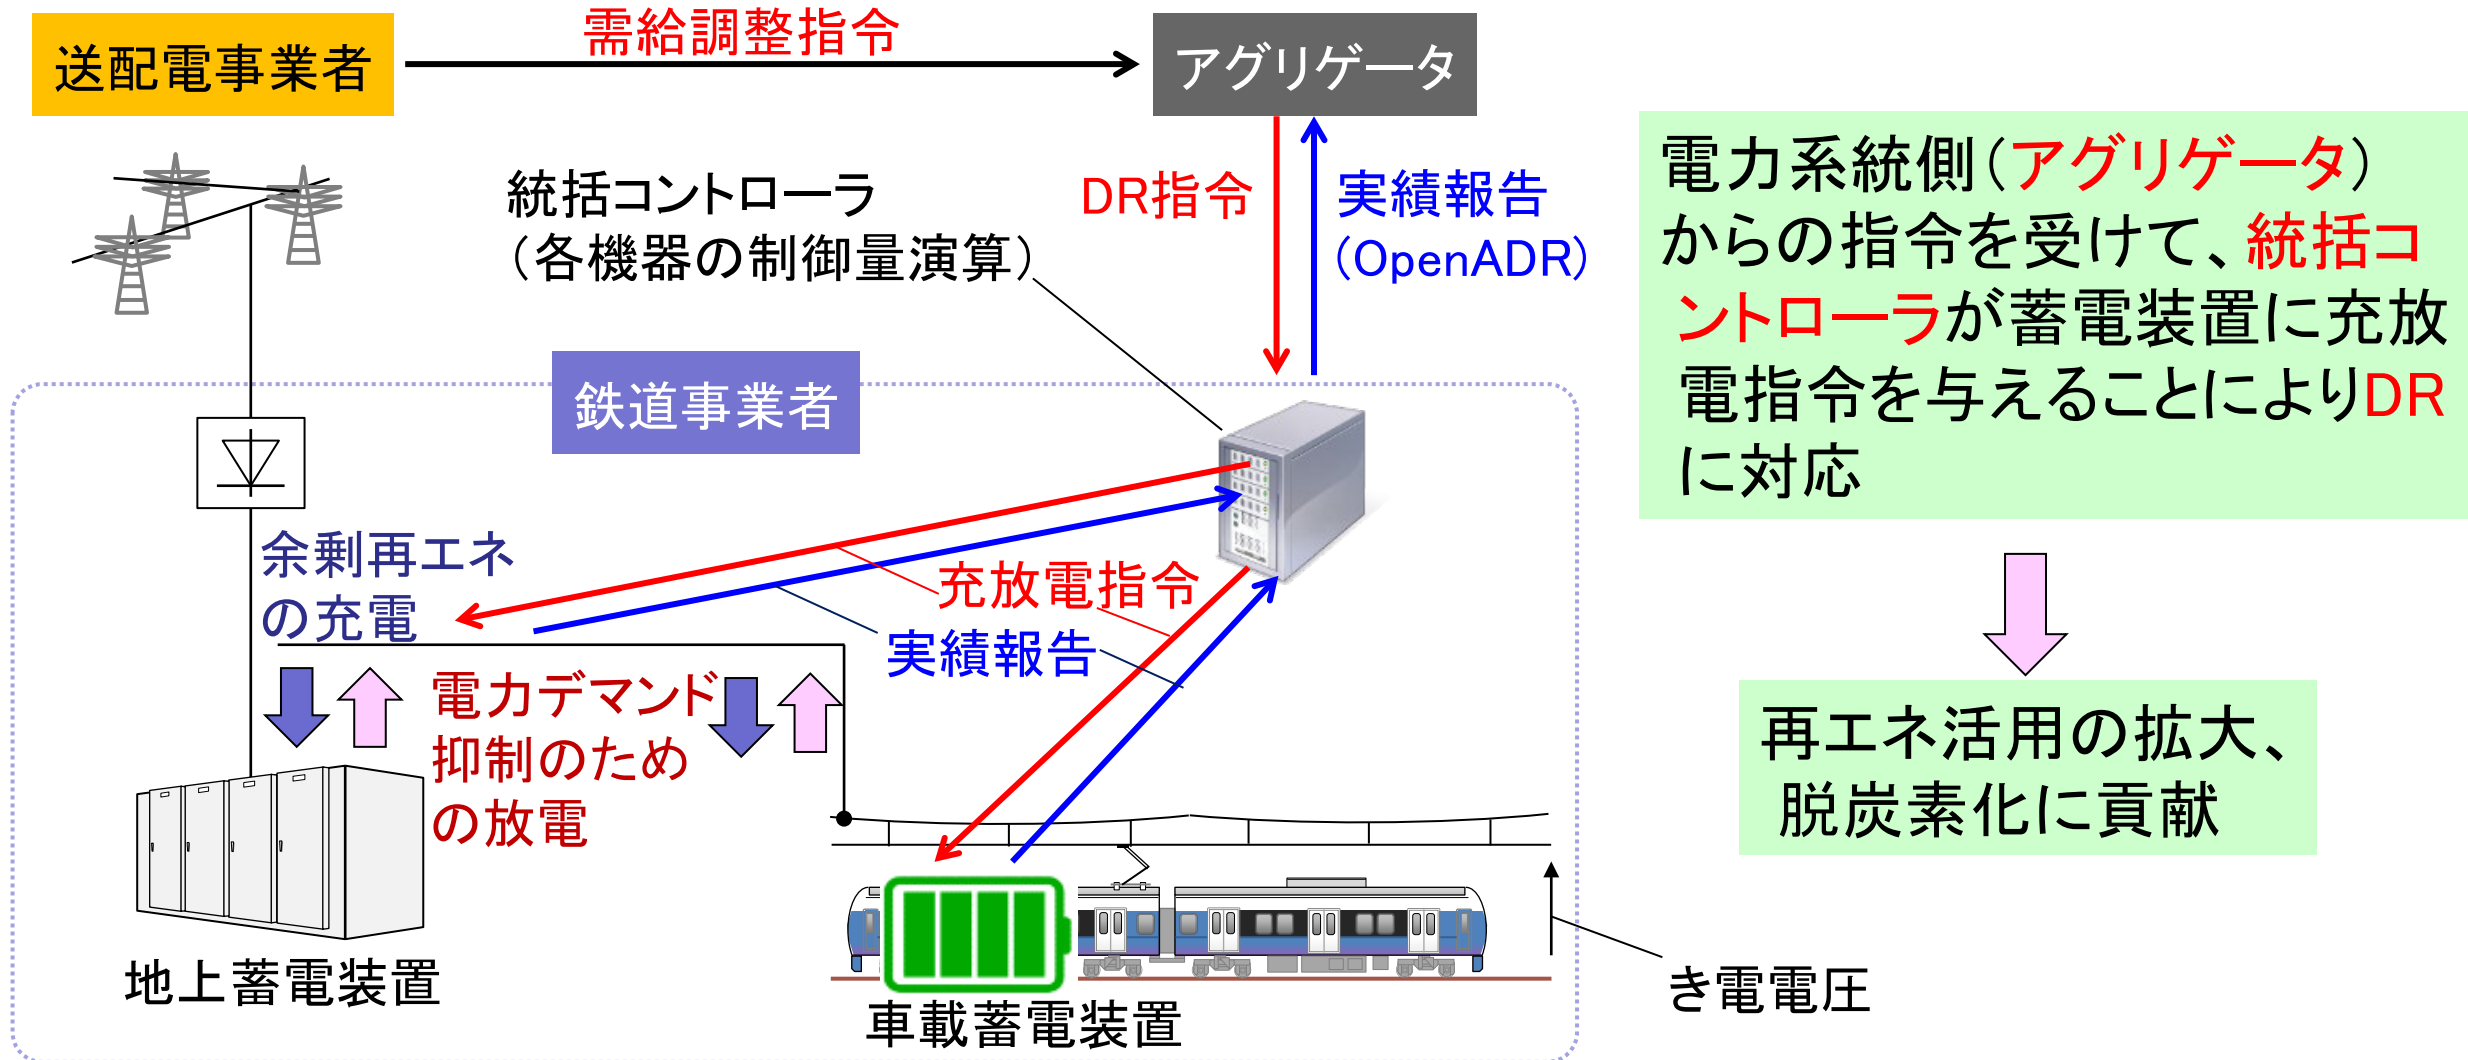 送配電事業者
需給調整指令
アグリゲータ
統括コントローラ
（各機器の制御量演算）
DR指令
実績報告
（OpenADR）
鉄道事業者
余剰再エネ
の充電
充放電指令
実績報告
電力デマンド
抑制のため
の放電
地上蓄電装置
車載蓄電装置
き電電圧
電力系統側（アグリゲータ）
からの指令を受けて、統括コ
ントローラが蓄電装置に充放
電指令を与えることによりDR
に対応
再エネ活用の拡大、
脱炭素化に貢献